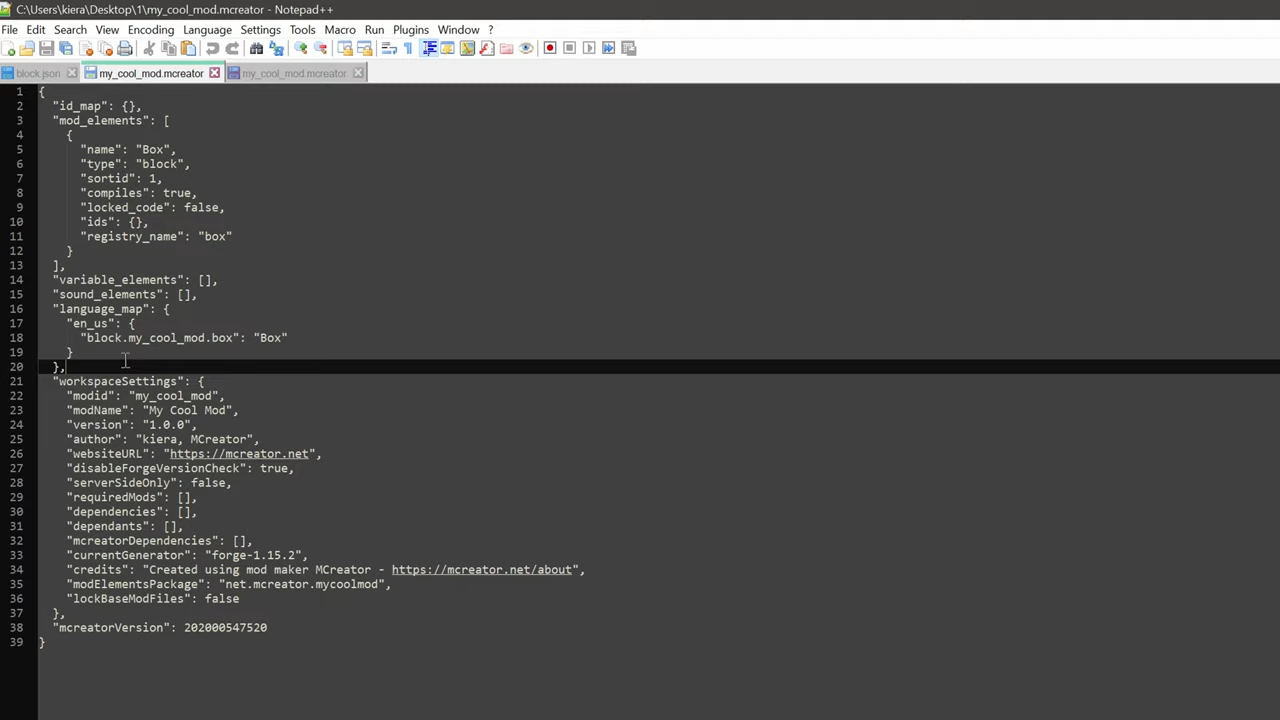 C:\Users\kiera\Desktop\1\my_cool_mod.mcreator - Notepad++
File Edit Search View Encoding Language Settings Tools Macro Run Plugins Window ?
block.json my_cool_mod.mcreator my_cool_mod.mcreator
1 {
2 "id_map": {},
3 "mod_elements": [
4 {
5 "name": "Box",
6 "type": "block",
7 "sortid": 1,
8 "compiles": true,
9 "locked_code": false,
10 "ids": {},
11 "registry_name": "box"
12 }
13 ],
14 "variable_elements": [],
15 "sound_elements": [],
16 "language_map": {
17 "en_us": {
18 "block.my_cool_mod.box": "Box"
19 }
20 },
21 "workspaceSettings": {
22 "modid": "my_cool_mod",
23 "modName": "My Cool Mod",
24 "version": "1.0.0",
25 "author": "kiera, MCreator",
26 "websiteURL": "https://mcreator.net",
27 "disableForgeVersionCheck": true,
28 "serverSideOnly": false,
29 "requiredMods": [],
30 "dependencies": [],
31 "dependants": [],
32 "mcreatorDependencies": [],
33 "currentGenerator": "forge-1.15.2",
34 "credits": "Created using mod maker MCreator - https://mcreator.net/about",
35 "modElementsPackage": "net.mcreator.mycoolmod",
36 "lockBaseModFiles": false
37 },
38 "mcreatorVersion": 202000547520
39 }